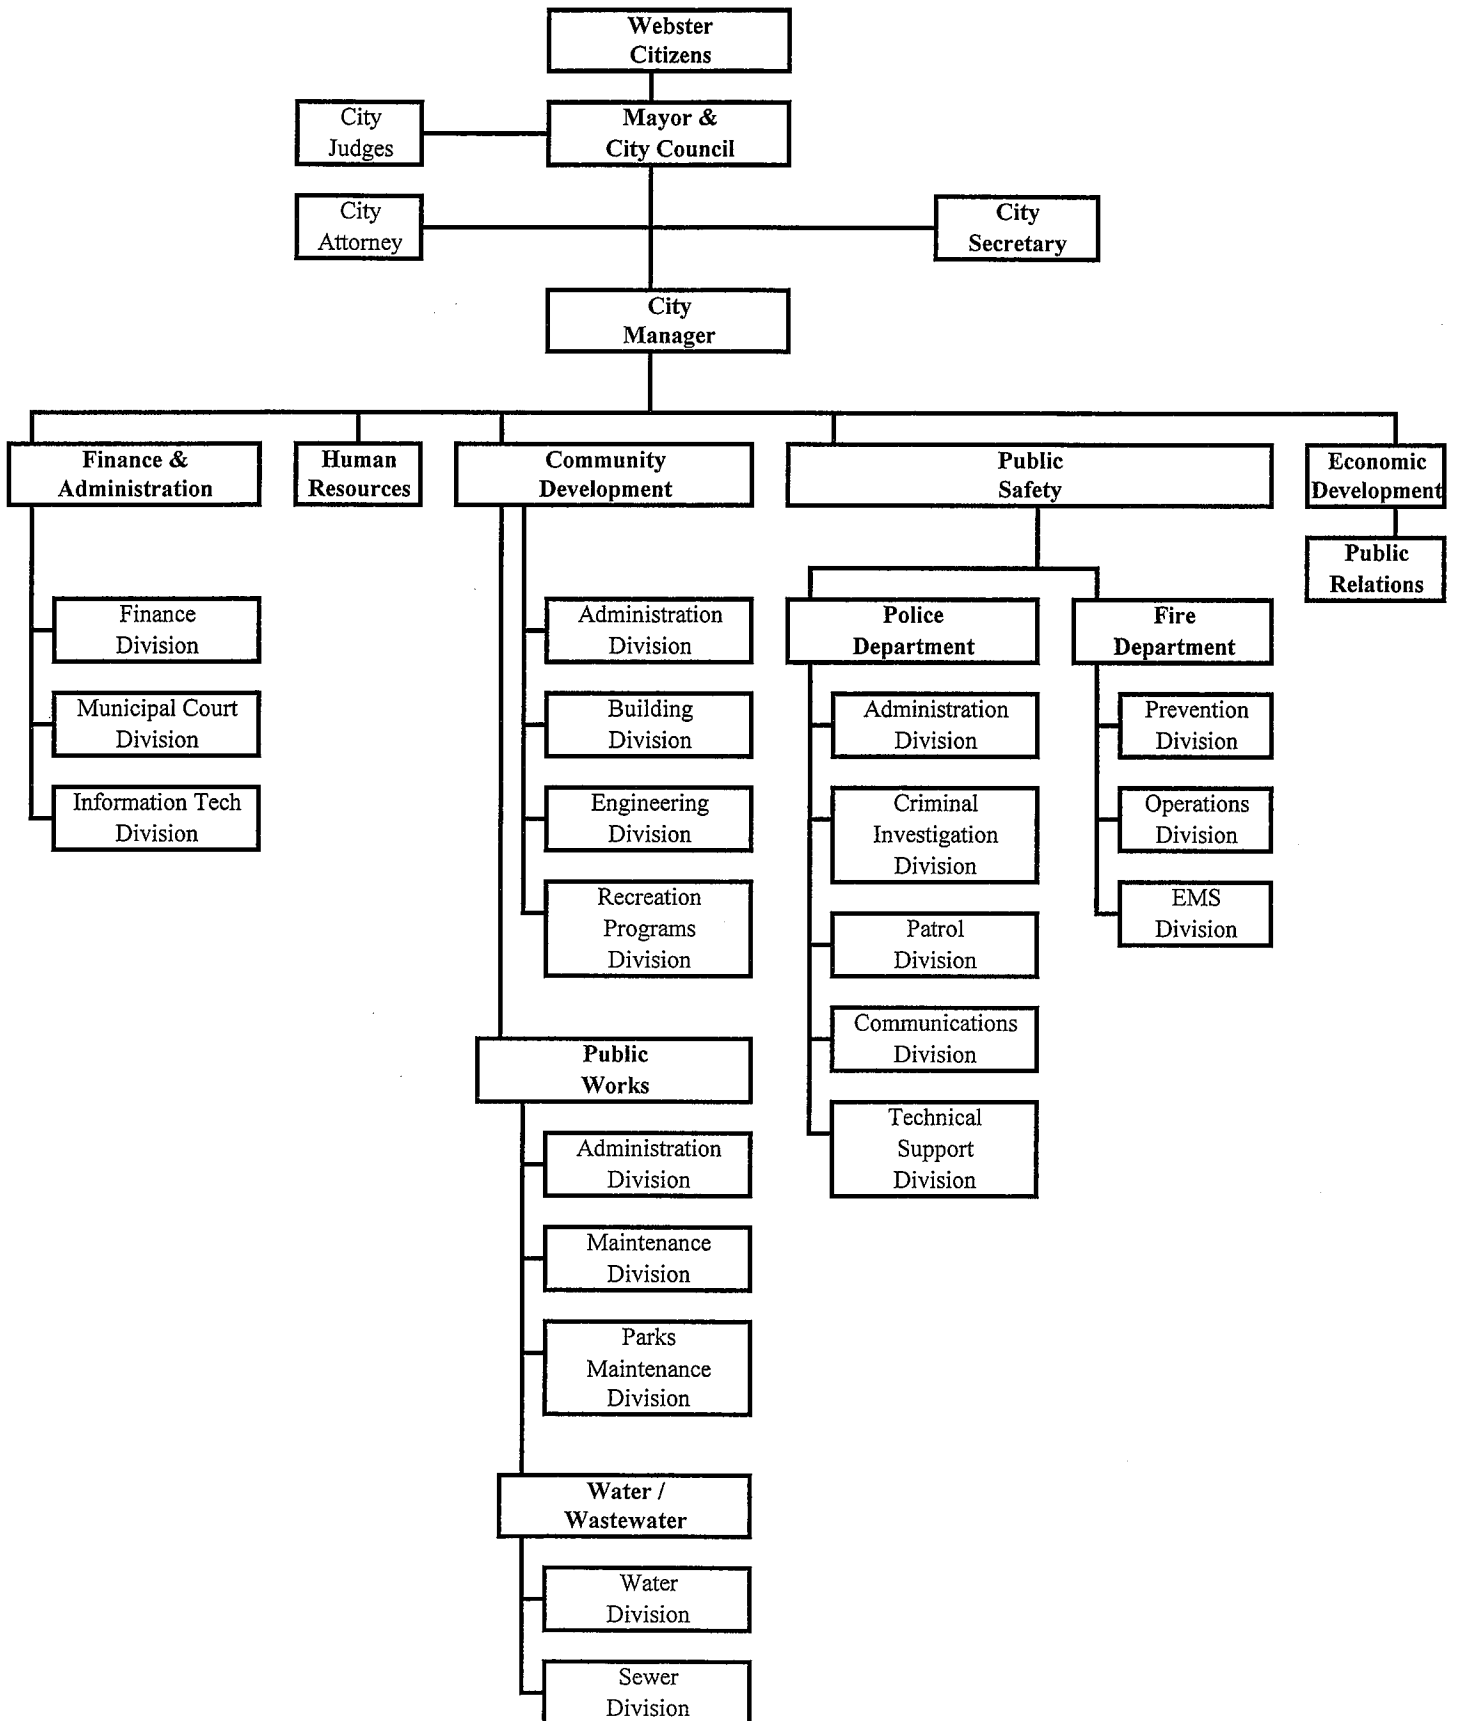 Webster
Citizens
City
Judges
Mayor &
City Council
City
Attorney
City
Secretary
City
Manager
Finance &
Administration
Human
Resources
Community
Development
Public
Safety
Economic
Development
Public
Relations
Finance
Division
Municipal Court
Division
Information Tech
Division
Administration
Division
Building
Division
Engineering
Division
Recreation
Programs
Division
Public
Works
Administration
Division
Maintenance
Division
Parks
Maintenance
Division
Water /
Wastewater
Water
Division
Sewer
Division
Police
Department
Administration
Division
Criminal
Investigation
Division
Patrol
Division
Communications
Division
Technical
Support
Division
Fire
Department
Prevention
Division
Operations
Division
EMS
Division